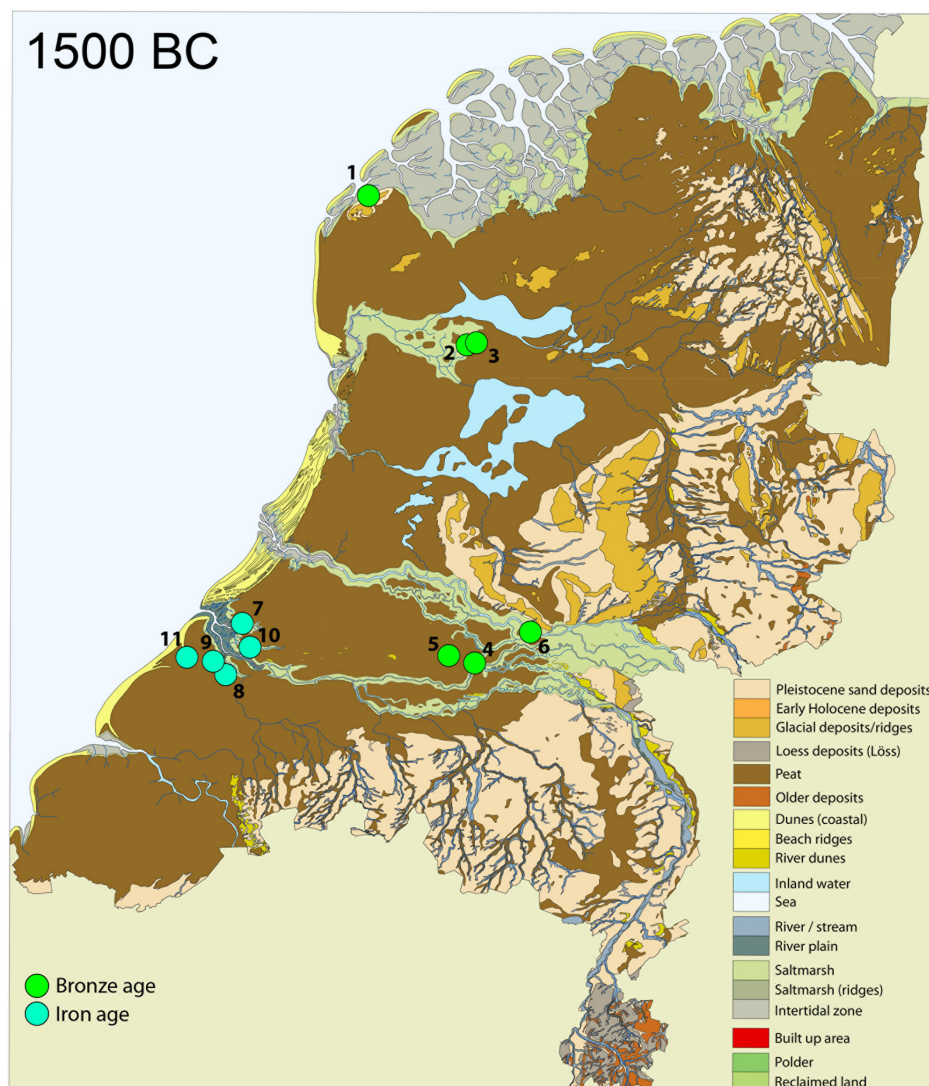 1500 BC
1
2
3
7
11
9
10
8
5
4
6
Pleistocene sand deposits
Early Holocene deposits
Glacial deposits/ridges
Loess deposits (Löss)
Peat
Older deposits
Dunes (coastal)
Beach ridges
River dunes
Inland water
Sea
River / stream
River plain
Saltmarsh
Saltmarsh (ridges)
Intertidal zone
Built up area
Polder
Reclaimed land
Bronze age
Iron age